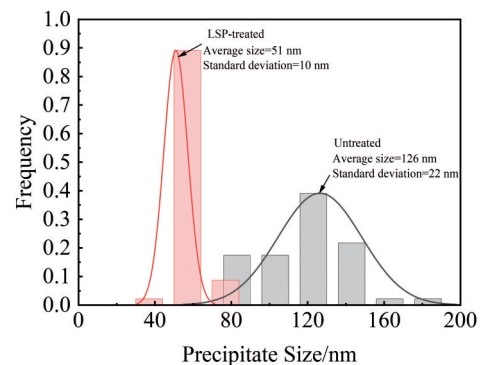 1.0
0.9
0.8
0.7
0.6
0.5
0.4
0.3
0.2
0.1
0.0
Frequency
LSP-treated
Average size=51 nm
Standard deviation=10 nm
Untreated
Average size=126 nm
Standard deviation=22 nm
0 40 80 120 160 200
Precipitate Size/nm